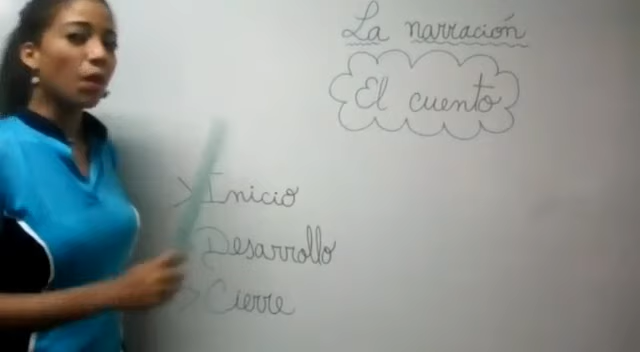 La narración
El cuento
> Inicio
Desarrollo
> Cierre